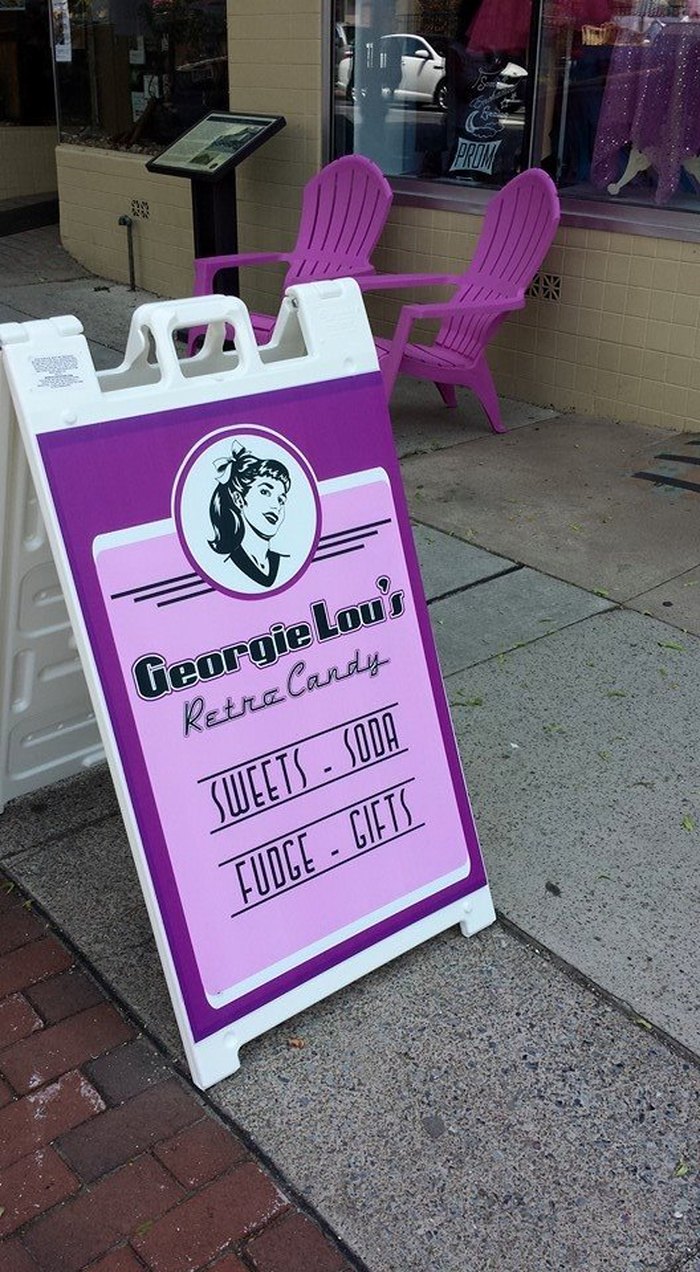 PROM
Georgie Lou's
Retro Candy
SWEETS - SODA
FUDGE - GIFTS